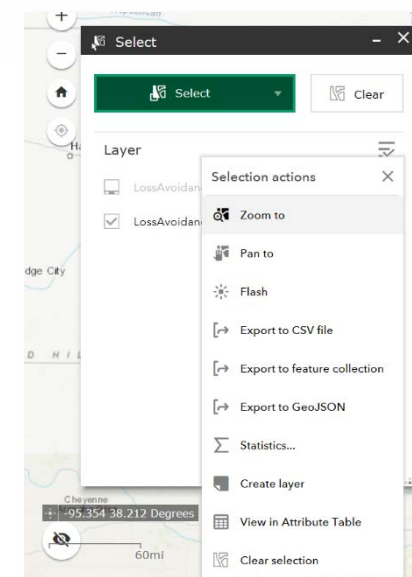 Select
Select
Clear
Layer
LossAvoidan
LossAvoidan
Selection actions
Zoom to
Pan to
Flash
Export to CSV file
Export to feature collection
Export to GeoJSON
Statistics...
Create layer
View in Attribute Table
Clear selection
Ha
dge City
D H I L
Cheyenne
-95.354 38.212 Degrees
60mi